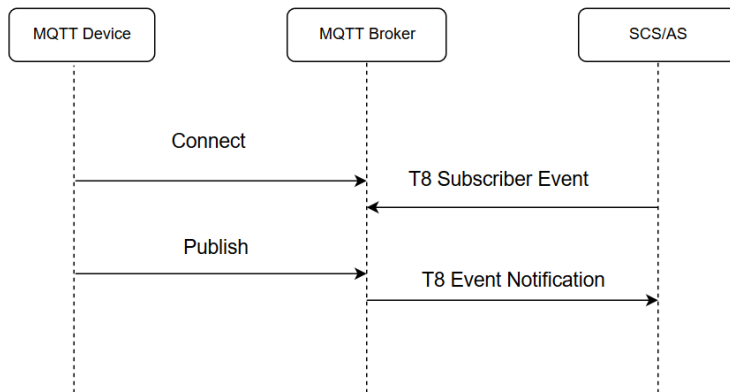 MQTT Device
MQTT Broker
SCS/AS
Connect
T8 Subscriber Event
Publish
T8 Event Notification